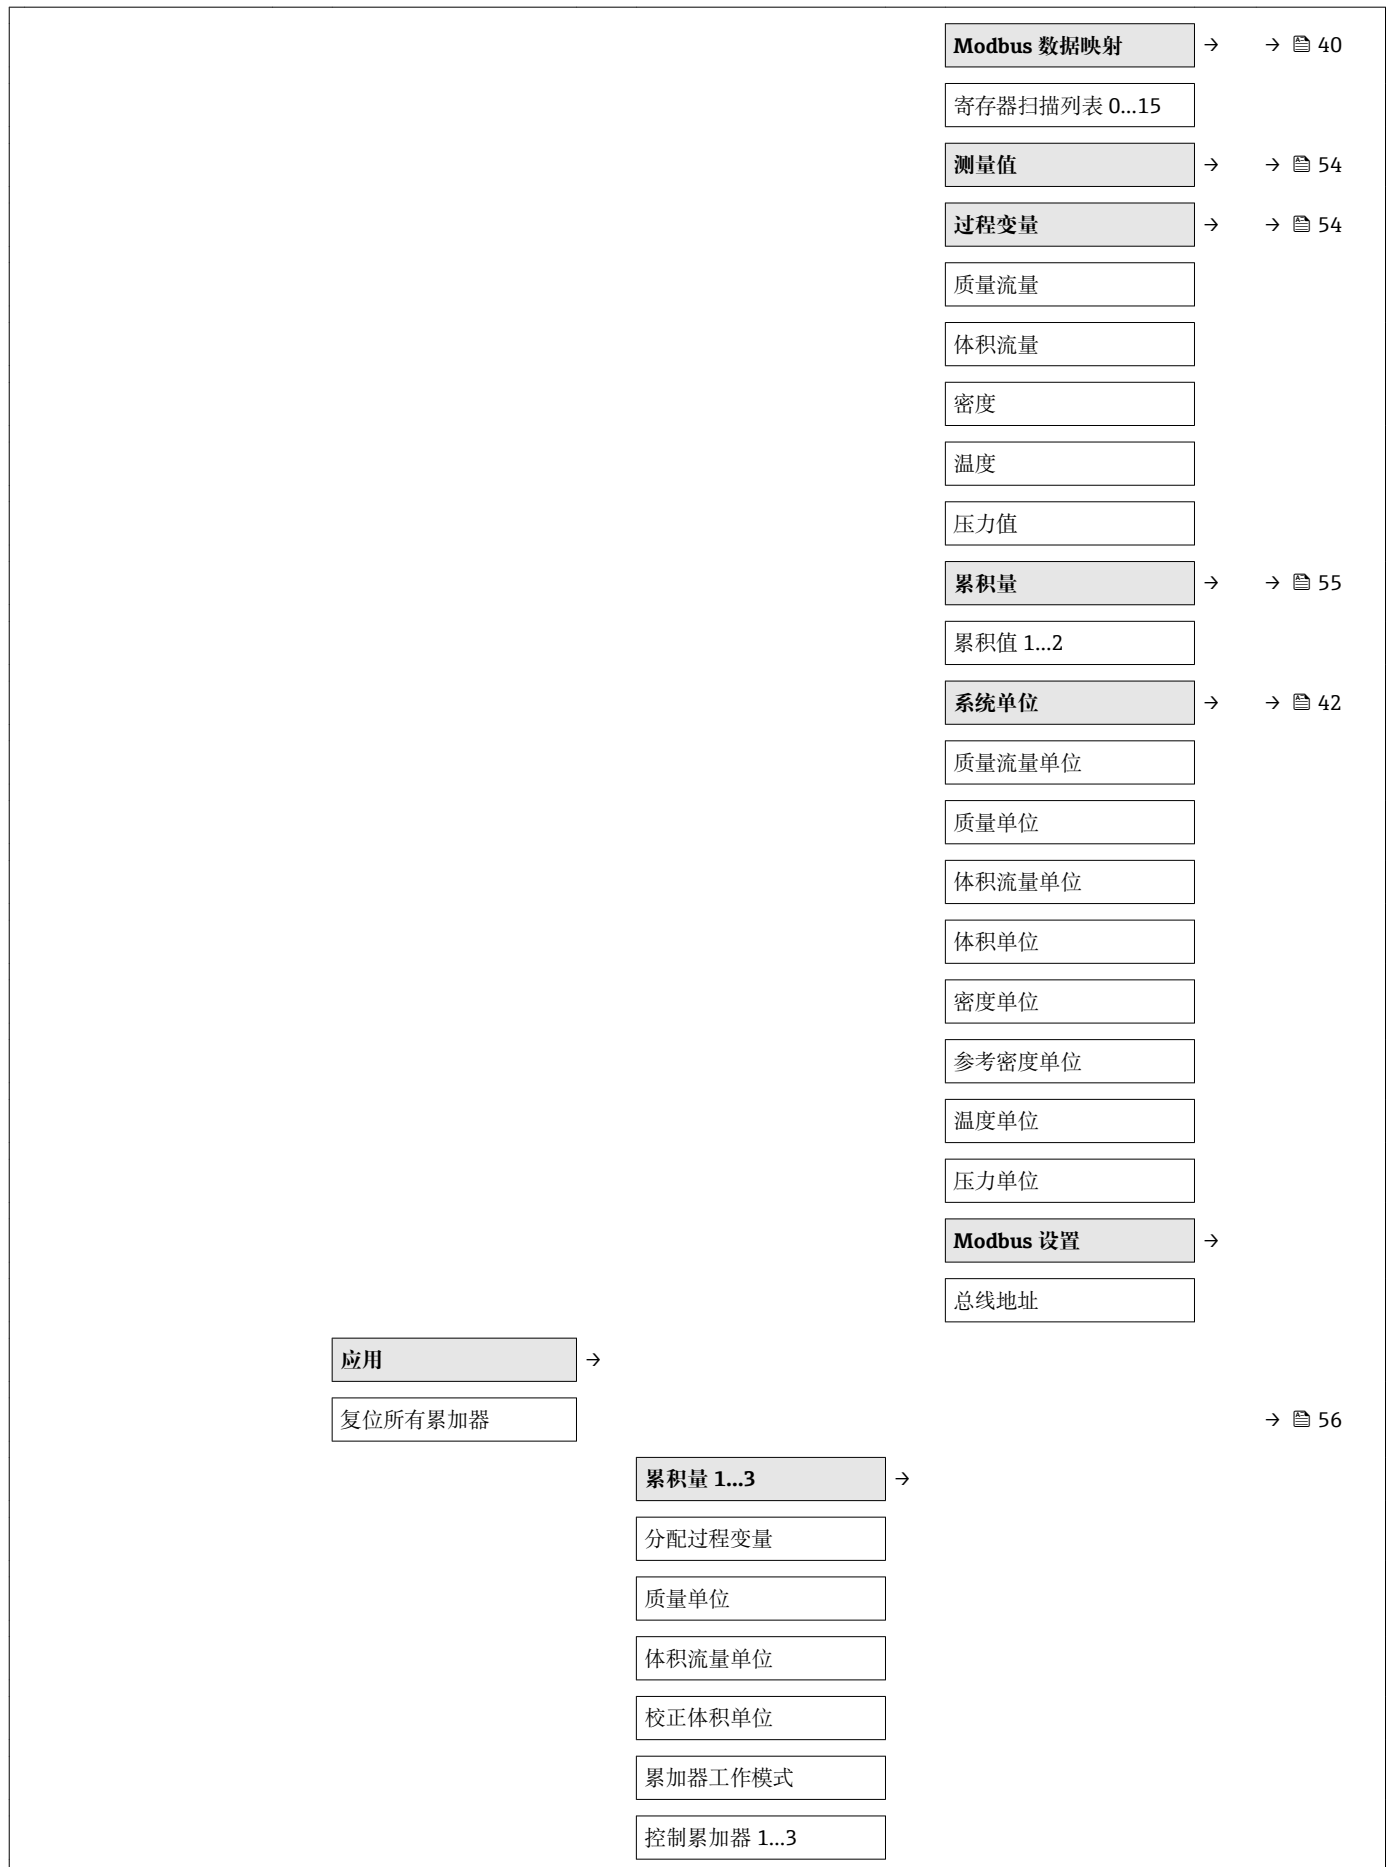 Modbus 数据映射 → → 40
寄存器扫描列表 0...15
测量值 → → 54
过程变量 → → 54
质量流量
体积流量
密度
温度
压力值
累积量 → → 55
累积值 1...2
系统单位 → → 42
质量流量单位
质量单位
体积流量单位
体积单位
密度单位
参考密度单位
温度单位
压力单位
Modbus 设置 →
总线地址
应用 →
复位所有累加器 → 56
累积量 1...3 →
分配过程变量
质量单位
体积流量单位
校正体积单位
累加器工作模式
控制累加器 1...3